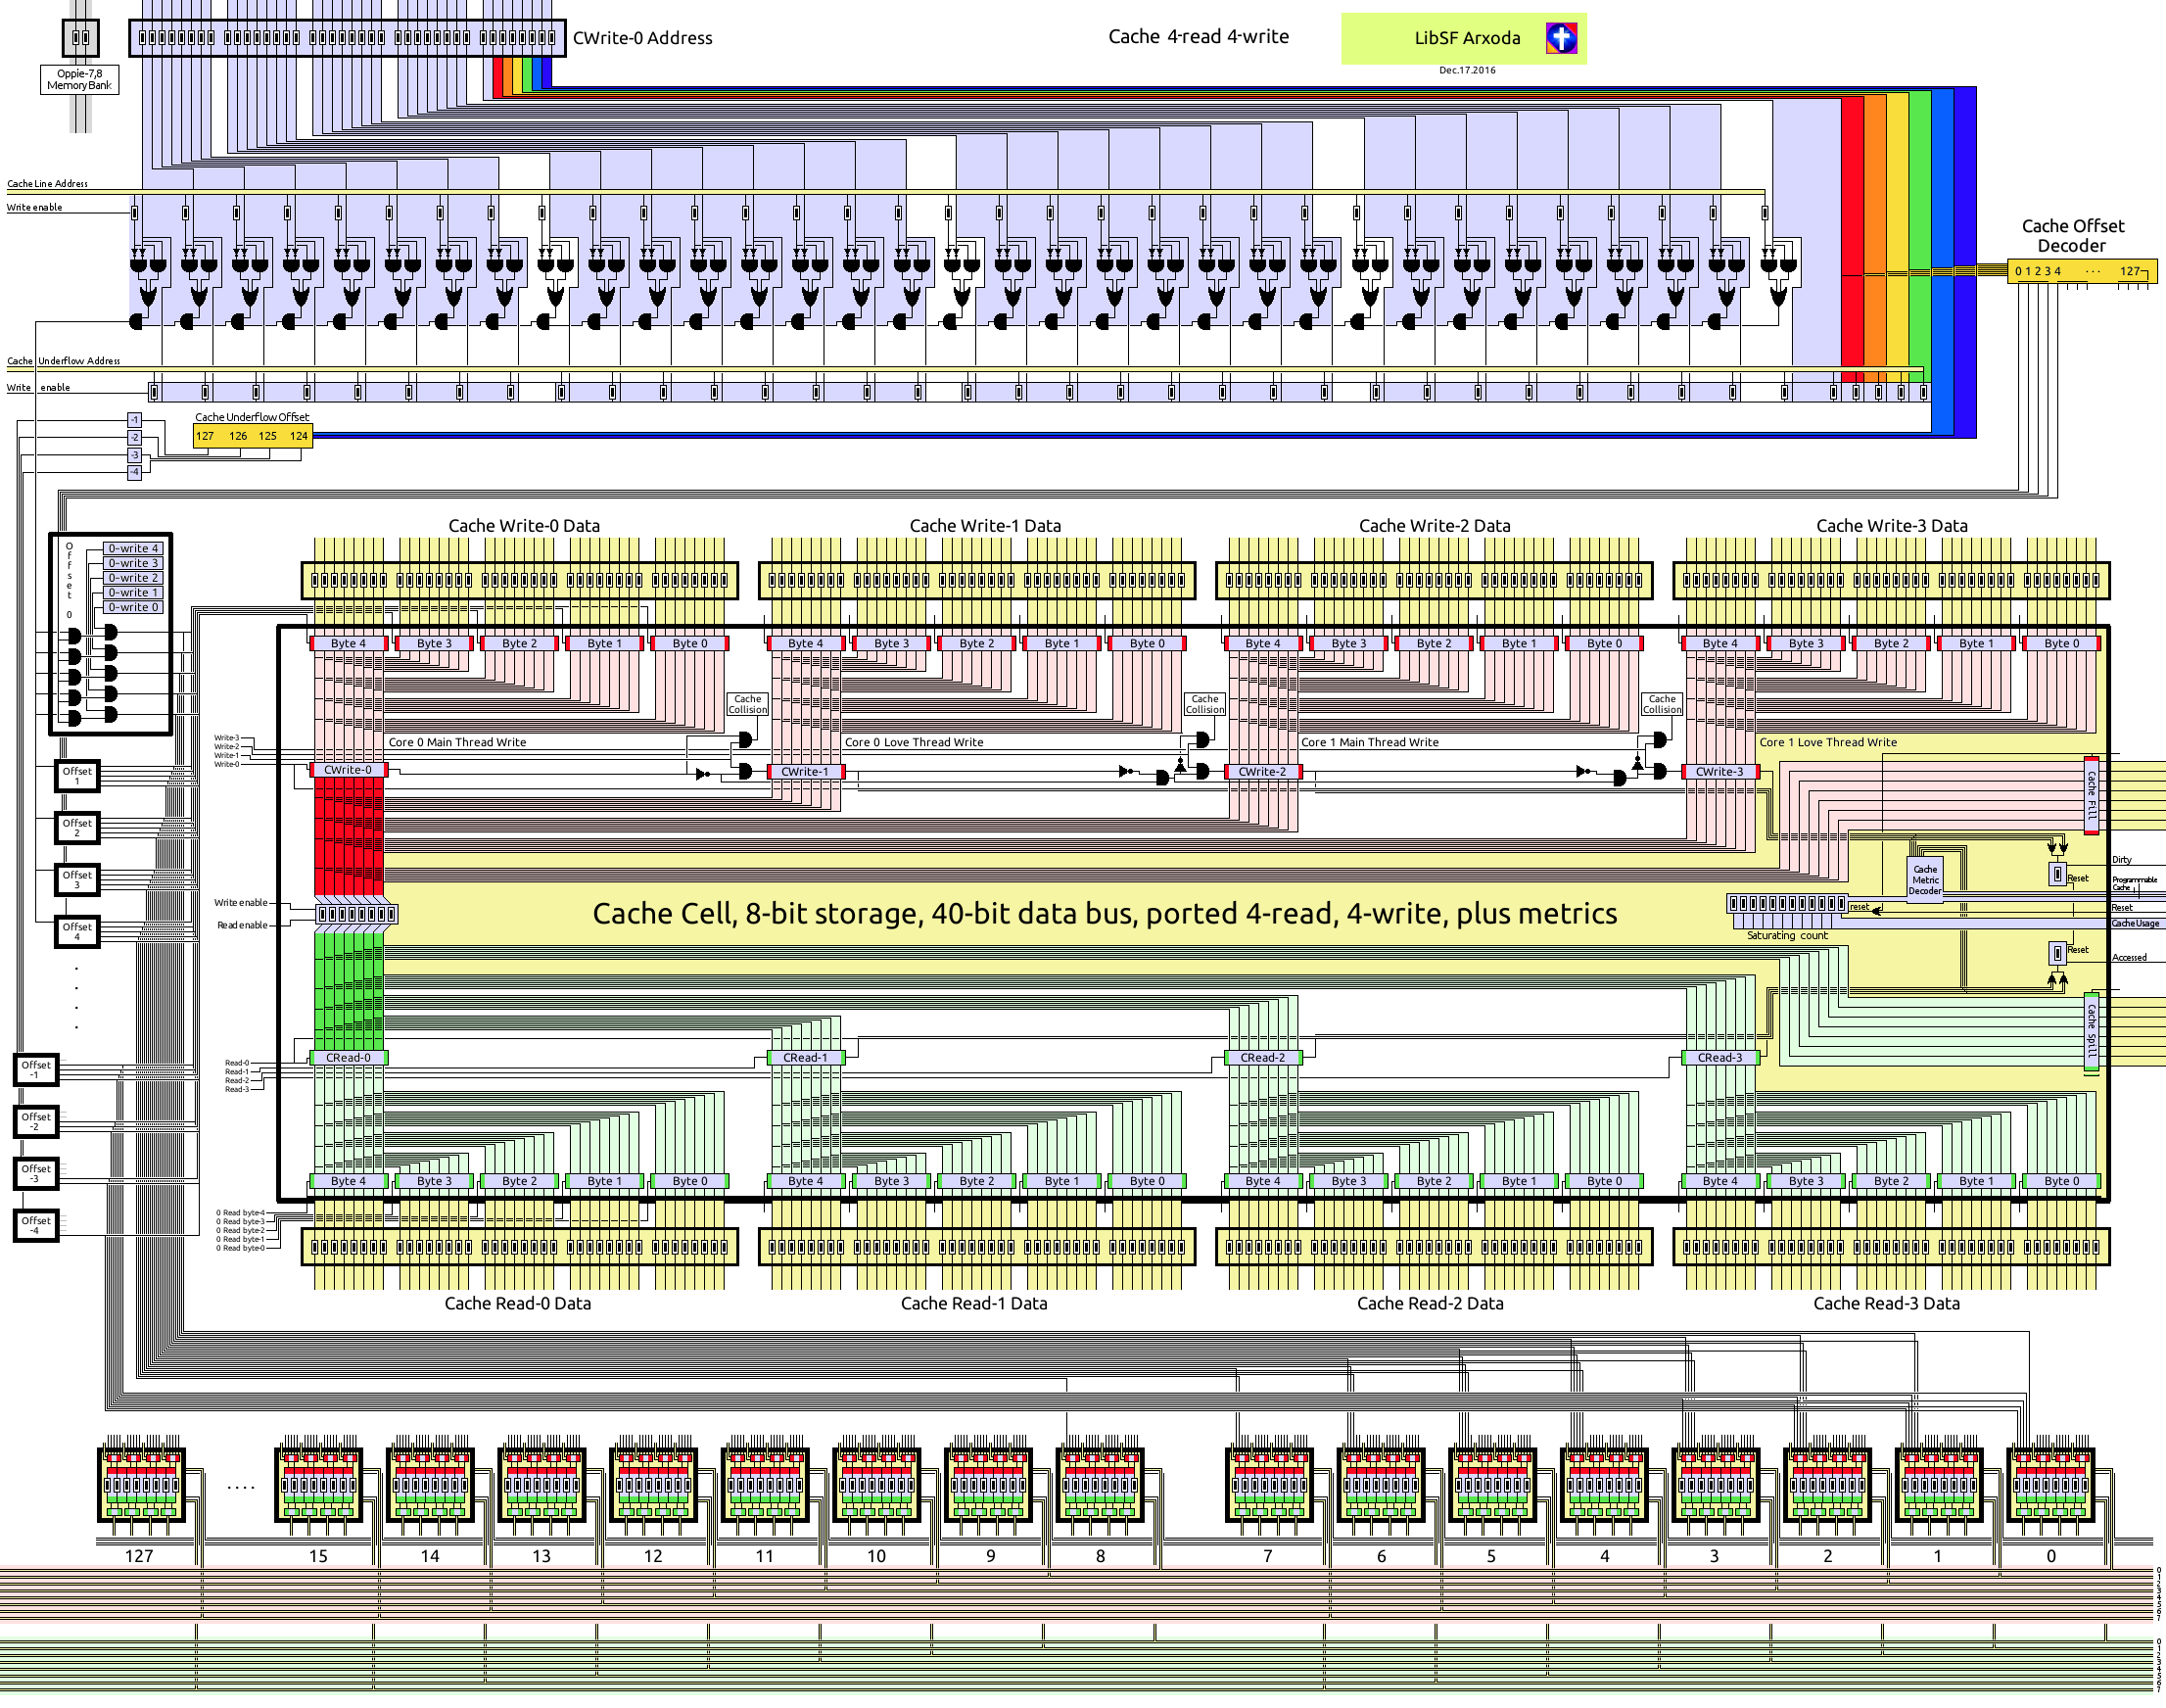 CWrite-0 Address
Cache 4-read 4-write
LibSF Arxoda
Dec.17.2016
Oppie-7,8
Memory Bank
Cache Line Address
Write enable
Cache Offset
Decoder
0 1 2 3 4 · · · 127
Cache Underflow Address
Write enable
-1
-2
-3
-4
Cache Underflow Offset
127 126 125 124
Cache Write-0 Data
Cache Write-1 Data
Cache Write-2 Data
Cache Write-3 Data
Offset 0
0-write 4
0-write 3
0-write 2
0-write 1
0-write 0
Byte 4 Byte 3 Byte 2 Byte 1 Byte 0
Byte 4 Byte 3 Byte 2 Byte 1 Byte 0
Byte 4 Byte 3 Byte 2 Byte 1 Byte 0
Byte 4 Byte 3 Byte 2 Byte 1 Byte 0
Cache
Collision
Cache
Collision
Cache
Collision
Write-3
Write-2
Write-1
Write-0
Core 0 Main Thread Write
Core 0 Love Thread Write
Core 1 Main Thread Write
Core 1 Love Thread Write
CWrite-0
CWrite-1
CWrite-2
CWrite-3
Cache Fill
Offset
1
Offset
2
Offset
3
Offset
4
Cache
Metric
Decoder
Reset
Dirty
Programmable
Cache
Reset
Cache Usage
Write enable
Read enable
Cache Cell, 8-bit storage, 40-bit data bus, ported 4-read, 4-write, plus metrics
reset
Saturating count
Reset
Accessed
Cache Spill
Offset
-1
Offset
-2
Offset
-3
Offset
-4
Read-0
Read-1
Read-2
Read-3
CRead-0
CRead-1
CRead-2
CRead-3
Byte 4 Byte 3 Byte 2 Byte 1 Byte 0
Byte 4 Byte 3 Byte 2 Byte 1 Byte 0
Byte 4 Byte 3 Byte 2 Byte 1 Byte 0
Byte 4 Byte 3 Byte 2 Byte 1 Byte 0
0 Read byte-4
0 Read byte-3
0 Read byte-2
0 Read byte-1
0 Read byte-0
Cache Read-0 Data
Cache Read-1 Data
Cache Read-2 Data
Cache Read-3 Data
· · · ·
127 15 14 13 12 11 10 9 8 7 6 5 4 3 2 1 0
0
1
2
3
4
5
6
7
0
1
2
3
4
5
6
7